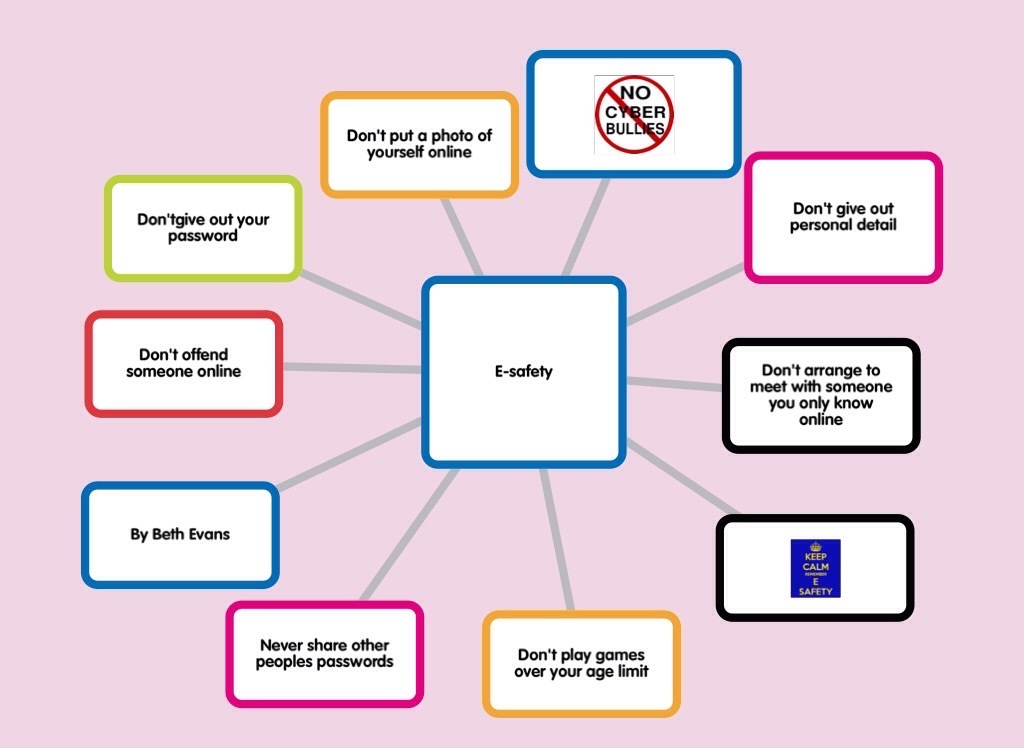 NO
CYBER
BULLIES
Don't put a photo of
yourself online
Don't give out
personal detail
Don'tgive out your
password
Don't offend
someone online
E-safety
Don't arrange to
meet with someone
you only know
online
By Beth Evans
KEEP
CALM
REMEMBER
E
SAFETY
Never share other
peoples passwords
Don't play games
over your age limit